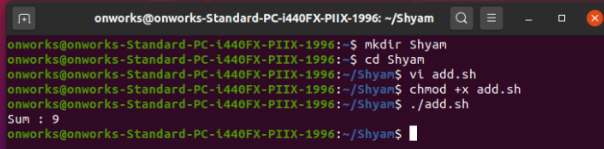 onworks@onworks-Standard-PC-i440FX-PIIX-1996: ~/Shyam
onworks@onworks-Standard-PC-i440FX-PIIX-1996:~$ mkdir Shyam
onworks@onworks-Standard-PC-i440FX-PIIX-1996:~$ cd Shyam
onworks@onworks-Standard-PC-i440FX-PIIX-1996:~/Shyam$ vi add.sh
onworks@onworks-Standard-PC-i440FX-PIIX-1996:~/Shyam$ chmod +x add.sh
onworks@onworks-Standard-PC-i440FX-PIIX-1996:~/Shyam$ ./add.sh
Sum : 9
onworks@onworks-Standard-PC-i440FX-PIIX-1996:~/Shyam$